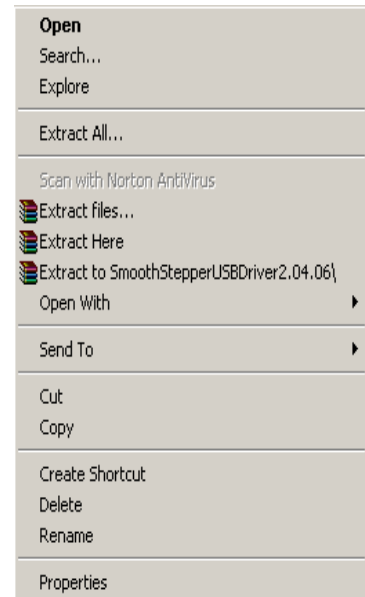 Open
Search...
Explore
Extract All...
Scan with Norton AntiVirus
Extract files...
Extract Here
Extract to SmoothStepperUSBDriver2.04.06\
Open With
Send To
Cut
Copy
Create Shortcut
Delete
Rename
Properties